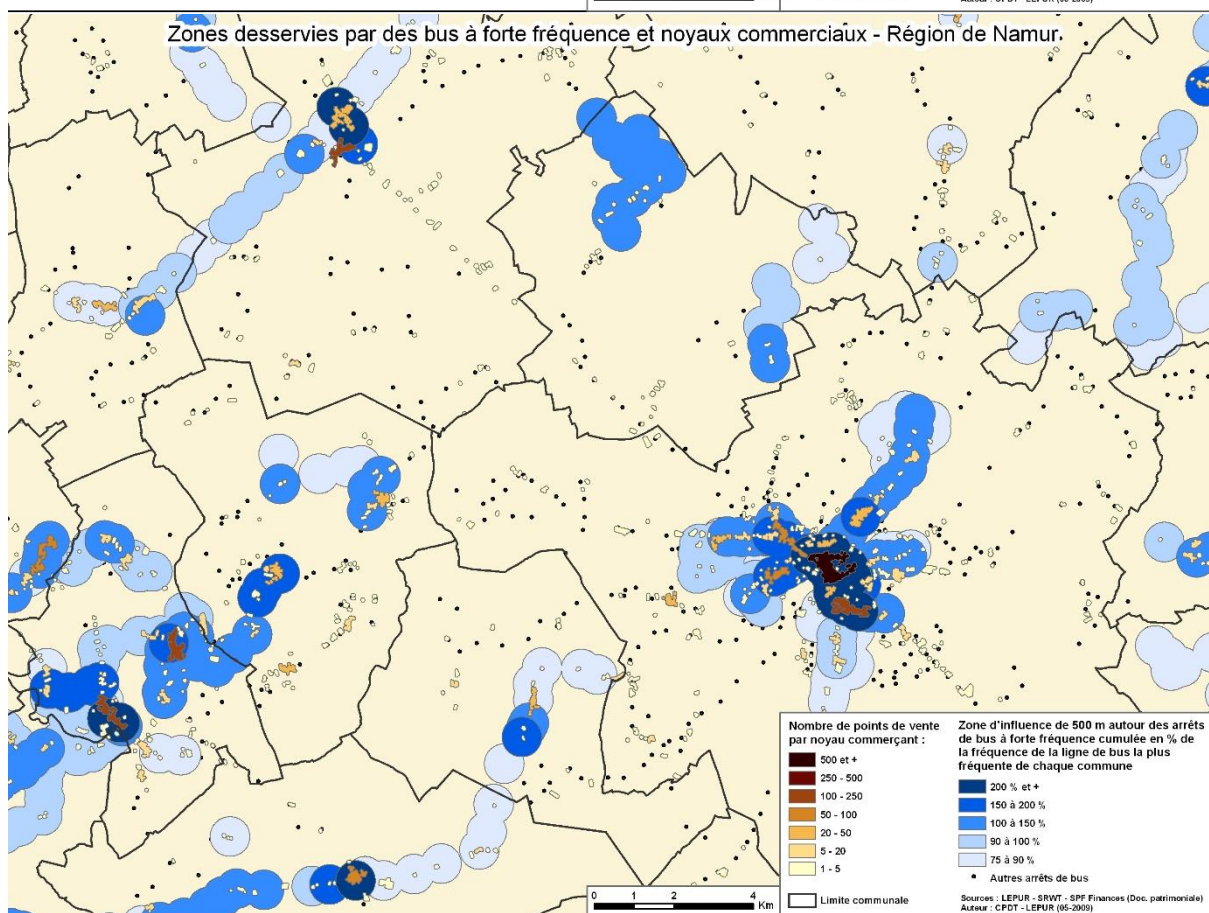 Auteur : CPDT - LEPUR (05-2009)
Zones desservies par des bus à forte fréquence et noyaux commerciaux - Région de Namur.
Nombre de points de vente
par noyau commerçant :
500 et +
250 - 500
100 - 250
50 - 100
20 - 50
5 - 20
1 - 5
Limite communale
Zone d'influence de 500 m autour des arrêts
de bus à forte fréquence cumulée en % de
la fréquence de la ligne de bus la plus
fréquente de chaque commune
200 % et +
150 à 200 %
100 à 150 %
90 à 100 %
75 à 90 %
Autres arrêts de bus
0 1 2 4
Km
Sources : LEPUR - SRWT - SPF Finances (Doc. patrimoniale)
Auteur : CPDT - LEPUR (05-2009)